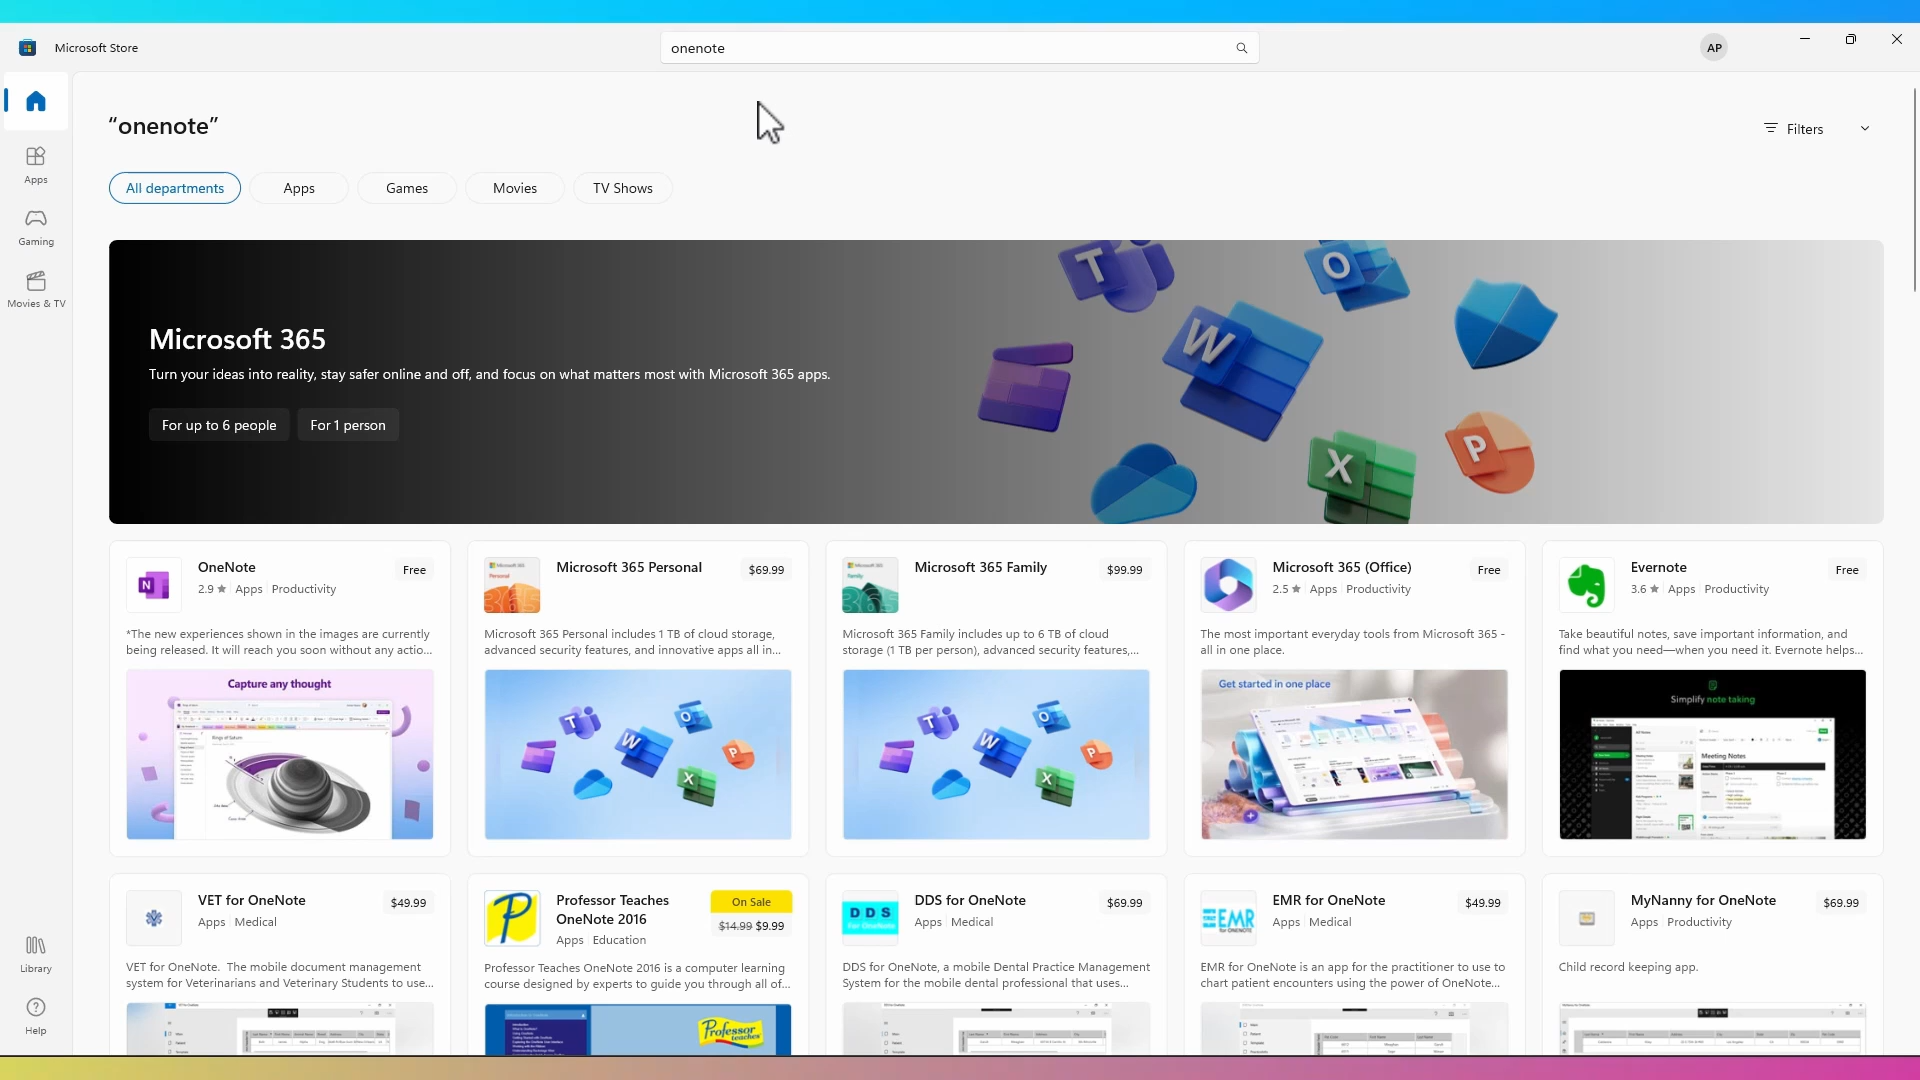 Microsoft Store
onenote
AP
“onenote”
Filters
All departments
Apps
Games
Movies
TV Shows
Apps
Gaming
Movies & TV
Library
Help
Microsoft 365
Turn your ideas into reality, stay safer online and off, and focus on what matters most with Microsoft 365 apps.
For up to 6 people
For 1 person
OneNote
Free
2.9 ★ Apps Productivity
*The new experiences shown in the images are currently
being released. It will reach you soon without any actio...
Capture any thought
Microsoft 365 Personal
$69.99
Microsoft 365 Personal includes 1 TB of cloud storage,
advanced security features, and innovative apps all in...
Microsoft 365 Family
$99.99
Microsoft 365 Family includes up to 6 TB of cloud
storage (1 TB per person), advanced security features,...
Microsoft 365 (Office)
Free
2.5 ★ Apps Productivity
The most important everyday tools from Microsoft 365 -
all in one place.
Get started in one place
Evernote
Free
3.6 ★ Apps Productivity
Take beautiful notes, save important information, and
find what you need—when you need it. Evernote helps...
Simplify note taking
Meeting Notes
VET for OneNote
$49.99
Apps Medical
VET for OneNote. The mobile document management
system for Veterinarians and Veterinary Students to use...
Professor Teaches
OneNote 2016
On Sale
$14.99 $9.99
Apps Education
Professor Teaches OneNote 2016 is a computer learning
course designed by experts to guide you through all of...
Professor
teaches
DDS for OneNote
$69.99
Apps Medical
DDS for OneNote, a mobile Dental Practice Management
System for the mobile dental professional that uses...
EMR for OneNote
$49.99
Apps Medical
EMR for OneNote is an app for the practitioner to use to
chart patient encounters using the power of OneNote...
MyNanny for OneNote
$69.99
Apps Productivity
Child record keeping app.